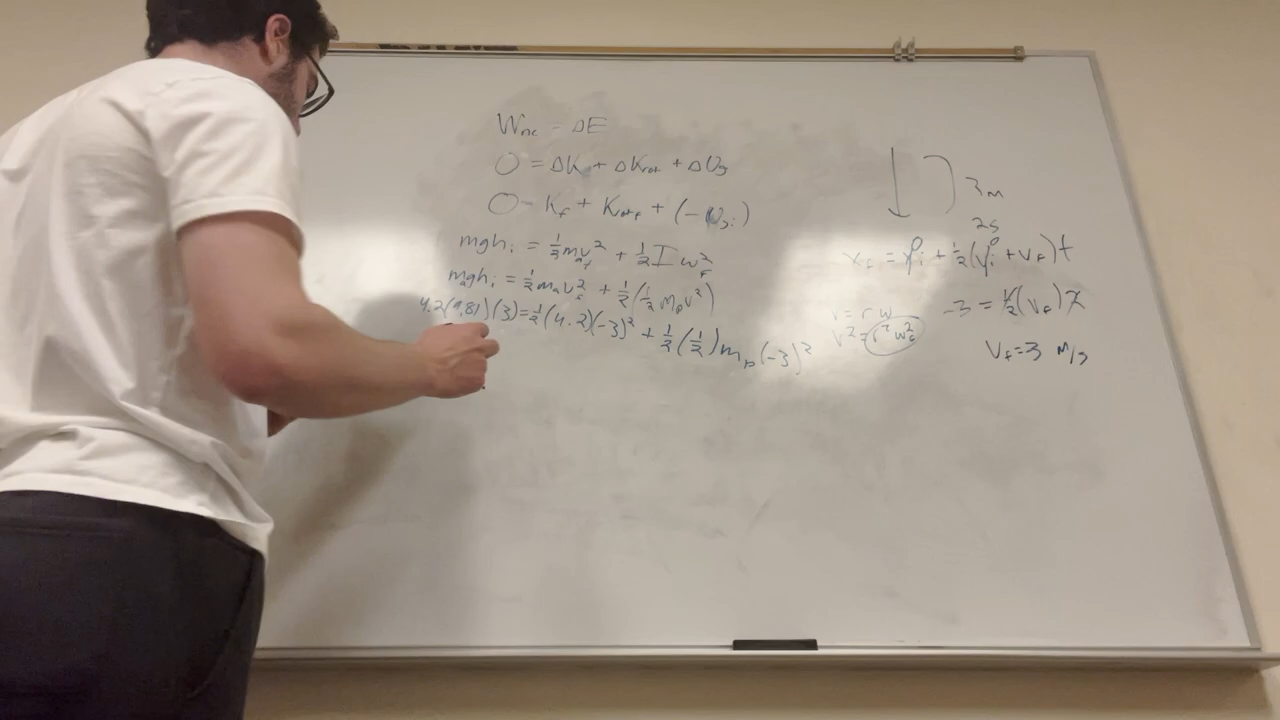 Wnc = ΔE
0 = ΔK + ΔKrot + ΔUg
0 = Kf + Krotf + (-Ugi)
mghi = ½mvf² + ½Iωf²
mghi = ½mavf² + ½(½mpv²)
4.2(9.81)(3)=½(4.2)(-3)² + ½(½)mp(-3)²
3m
2s
xf = xi + ½(vi + vf)t
v = rω
v² = r²ωf²
-3 = ½(vf)2
vf=3 m/s